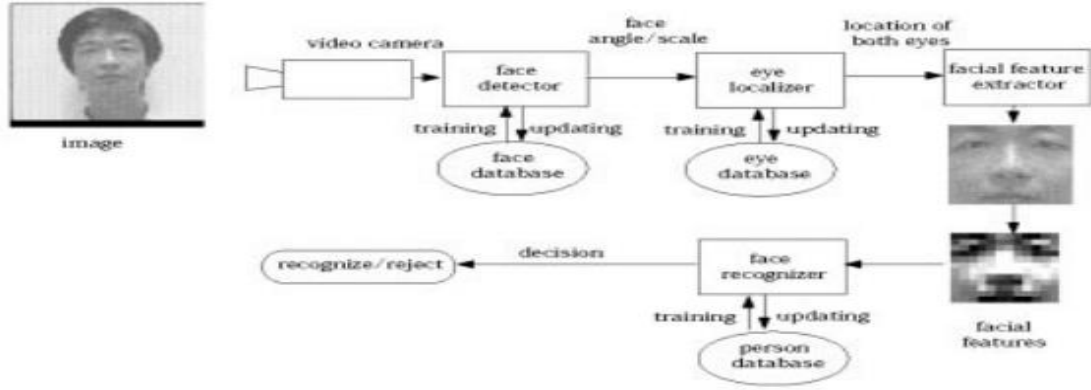 image
video camera
face
detector
face
angle/scale
eye
localizer
location of
both eyes
facial feature
extractor
training
updating
face
database
training
updating
eye
database
recognize/reject
decision
face
recognizer
training
updating
person
database
facial
features